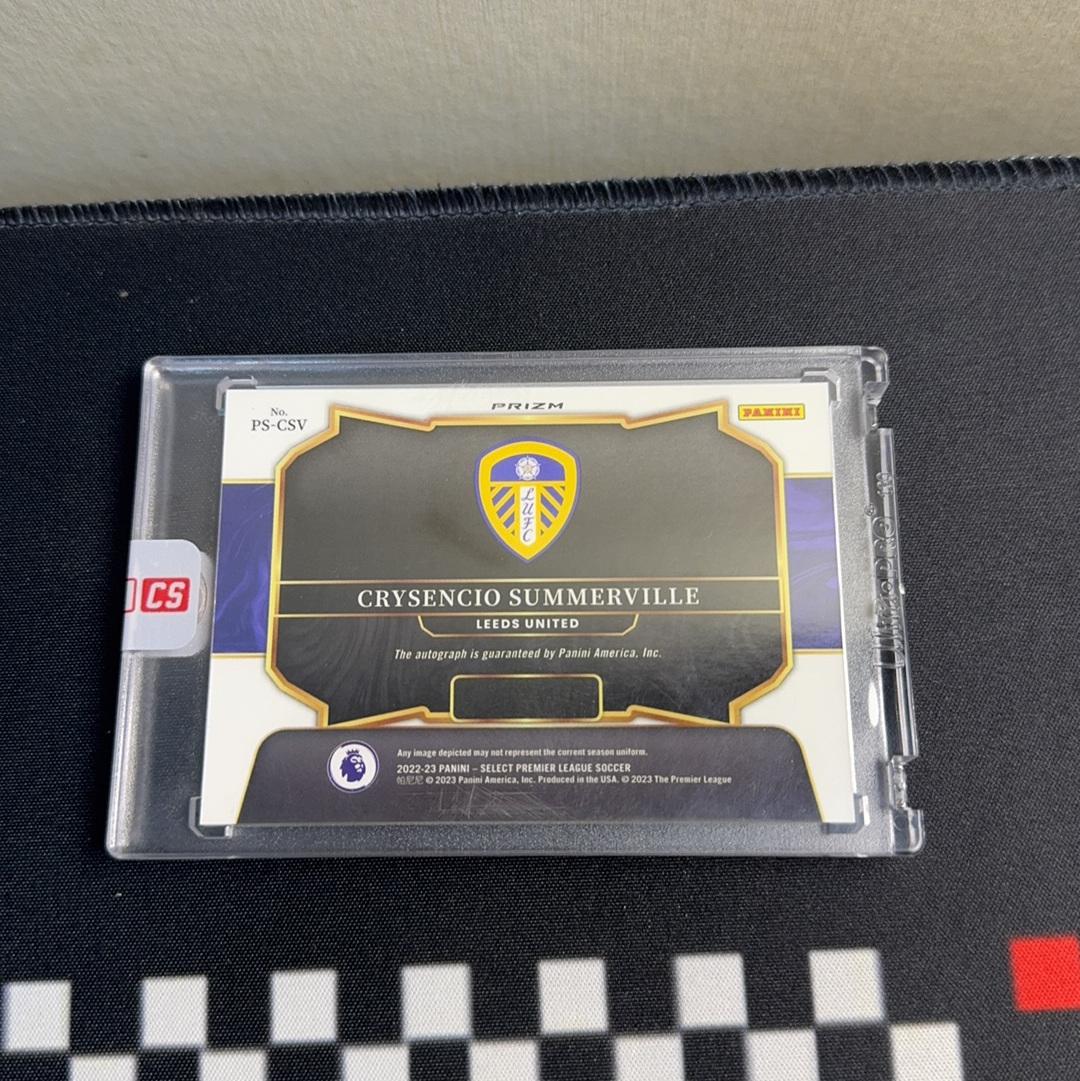 No.
PS-CSV
PRIZM
PANINI
LUFC
CRYSENCIO SUMMERVILLE
LEEDS UNITED
The autograph is guaranteed by Panini America, Inc.
Any image depicted may not represent the current season uniform.
2022-23 PANINI – SELECT PREMIER LEAGUE SOCCER
帕尼尼 © 2023 Panini America, Inc. Produced in the USA. © 2023 The Premier League
CS
ULTRA PRO®